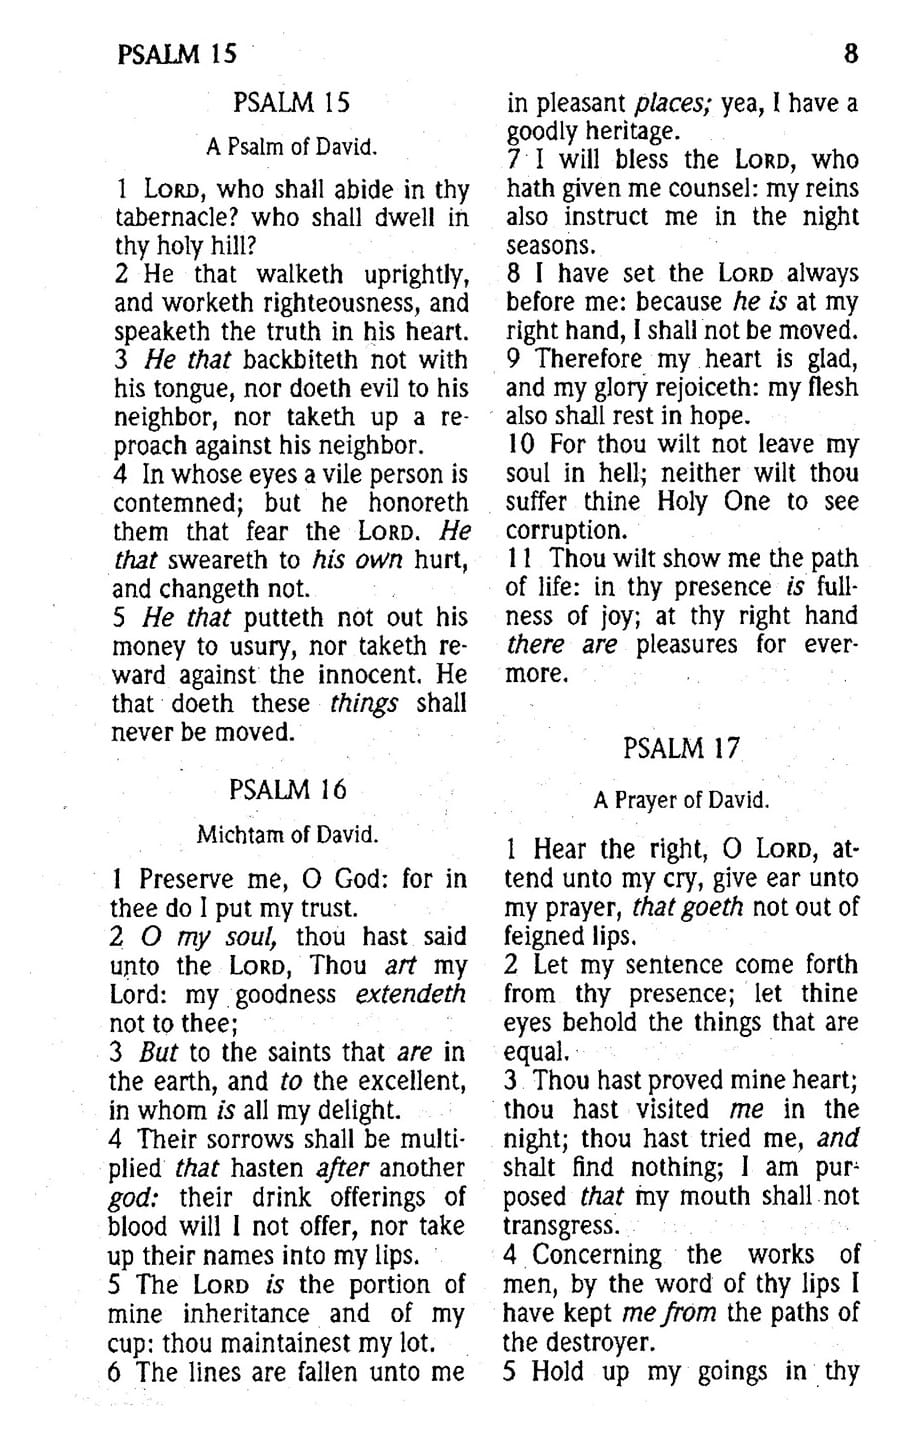 PSALM 15
8
PSALM 15
A Psalm of David.
1 LORD, who shall abide in thy
tabernacle? who shall dwell in
thy holy hill?
2 He that walketh uprightly,
and worketh righteousness, and
speaketh the truth in his heart.
3 He that backbiteth not with
his tongue, nor doeth evil to his
neighbor, nor taketh up a re-
proach against his neighbor.
4 In whose eyes a vile person is
contemned; but he honoreth
them that fear the LORD. He
that sweareth to his own hurt,
and changeth not.
5 He that putteth not out his
money to usury, nor taketh re-
ward against the innocent. He
that doeth these things shall
never be moved.
PSALM 16
Michtam of David.
1 Preserve me, O God: for in
thee do I put my trust.
2 O my soul, thou hast said
unto the LORD, Thou art my
Lord: my goodness extendeth
not to thee;
3 But to the saints that are in
the earth, and to the excellent,
in whom is all my delight.
4 Their sorrows shall be multi-
plied that hasten after another
god: their drink offerings of
blood will I not offer, nor take
up their names into my lips.
5 The LORD is the portion of
mine inheritance and of my
cup: thou maintainest my lot.
6 The lines are fallen unto me
in pleasant places; yea, I have a
goodly heritage.
7 I will bless the LORD, who
hath given me counsel: my reins
also instruct me in the night
seasons.
8 I have set the LORD always
before me: because he is at my
right hand, I shall not be moved.
9 Therefore my heart is glad,
and my glory rejoiceth: my flesh
also shall rest in hope.
10 For thou wilt not leave my
soul in hell; neither wilt thou
suffer thine Holy One to see
corruption.
11 Thou wilt show me the path
of life: in thy presence is full-
ness of joy; at thy right hand
there are pleasures for ever-
more.
PSALM 17
A Prayer of David.
1 Hear the right, O LORD, at-
tend unto my cry, give ear unto
my prayer, that goeth not out of
feigned lips.
2 Let my sentence come forth
from thy presence; let thine
eyes behold the things that are
equal.
3 Thou hast proved mine heart;
thou hast visited me in the
night; thou hast tried me, and
shalt find nothing; I am pur-
posed that my mouth shall not
transgress.
4 Concerning the works of
men, by the word of thy lips I
have kept me from the paths of
the destroyer.
5 Hold up my goings in thy